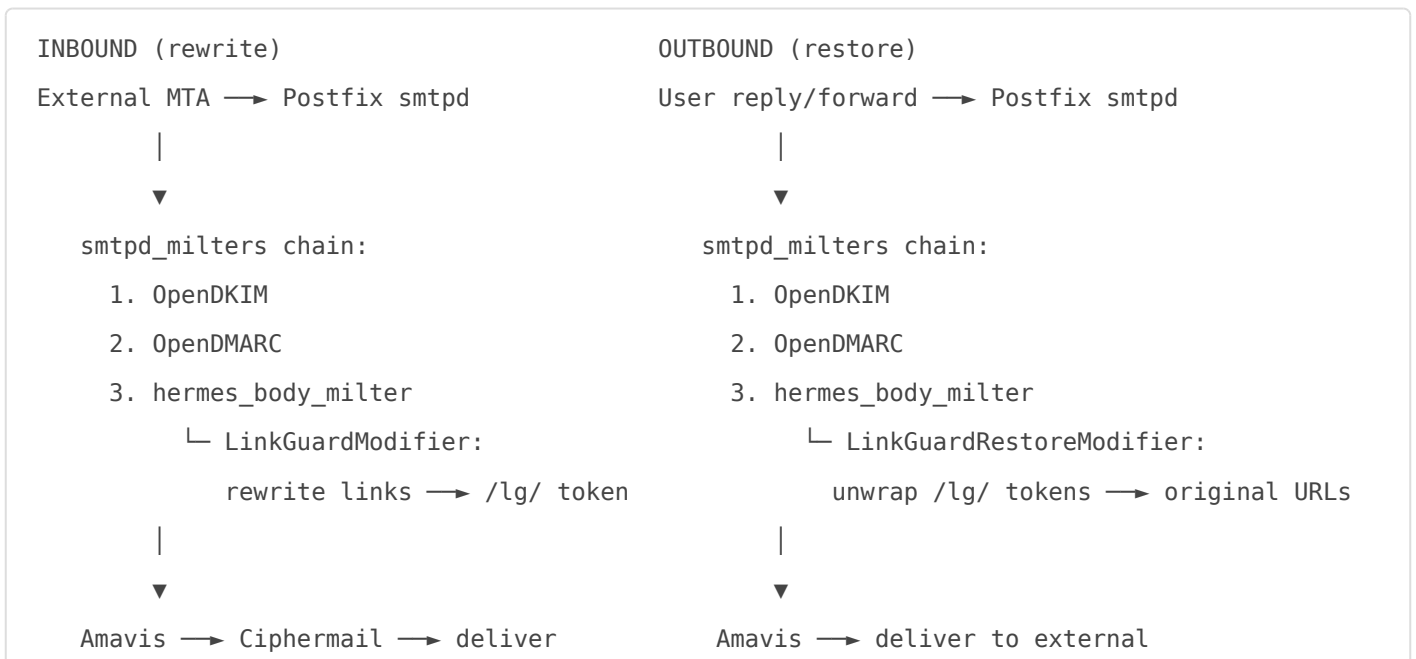 INBOUND (rewrite)                           OUTBOUND (restore)
External MTA ──► Postfix smtpd              User reply/forward ──► Postfix smtpd
        │                                           │
        ▼                                           ▼
   smtpd_milters chain:                        smtpd_milters chain:
     1. OpenDKIM                                 1. OpenDKIM
     2. OpenDMARC                                2. OpenDMARC
     3. hermes_body_milter                       3. hermes_body_milter
          └─ LinkGuardModifier:                       └─ LinkGuardRestoreModifier:
             rewrite links ──► /lg/ token               unwrap /lg/ tokens ──► original URLs
        │                                           │
        ▼                                           ▼
   Amavis ──► Ciphermail ──► deliver            Amavis ──► deliver to external